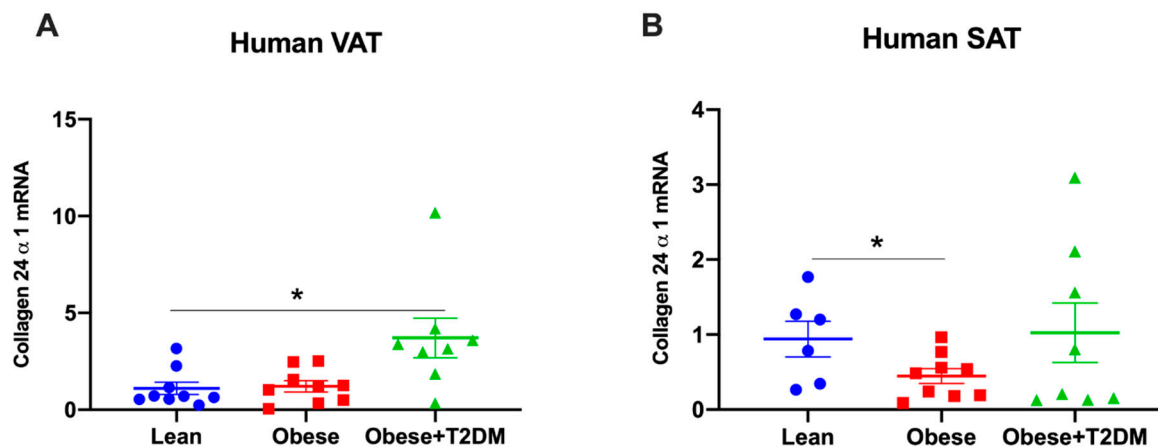 A
Human VAT
Collagen 24 α 1 mRNA
15
10
5
0
*
Lean
Obese
Obese+T2DM
B
Human SAT
Collagen 24 α 1 mRNA
4
3
2
1
0
*
Lean
Obese
Obese+T2DM